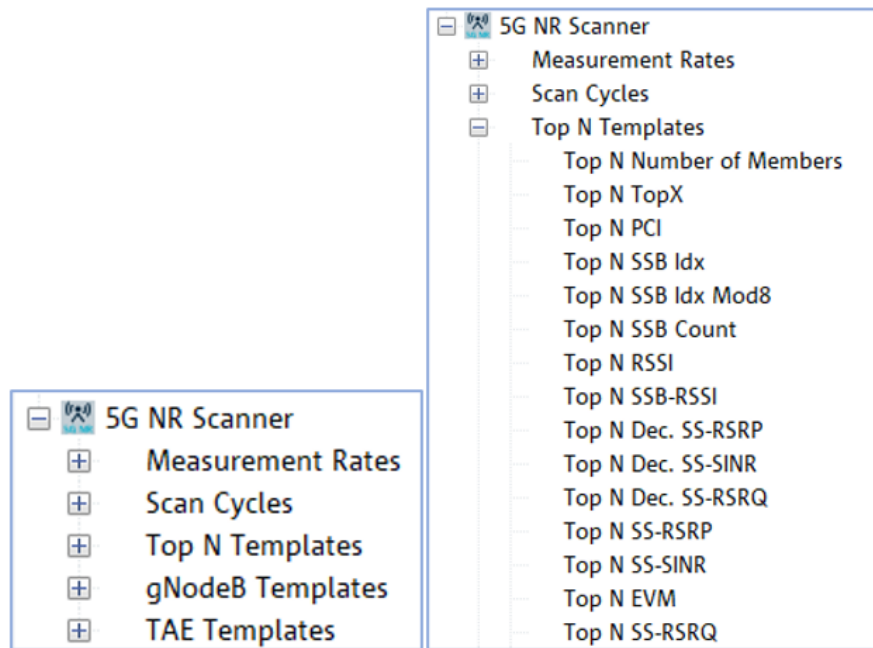 5G NR Scanner
Measurement Rates
Scan Cycles
Top N Templates
gNodeB Templates
TAE Templates
5G NR Scanner
Measurement Rates
Scan Cycles
Top N Templates
Top N Number of Members
Top N TopX
Top N PCI
Top N SSB Idx
Top N SSB Idx Mod8
Top N SSB Count
Top N RSSI
Top N SSB-RSSI
Top N Dec. SS-RSRP
Top N Dec. SS-SINR
Top N Dec. SS-RSRQ
Top N SS-RSRP
Top N SS-SINR
Top N EVM
Top N SS-RSRQ